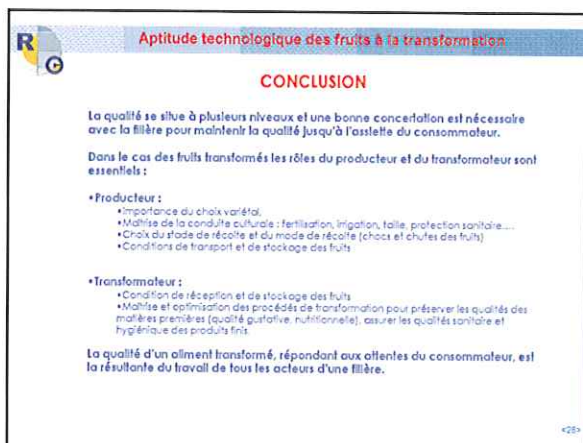 R
G
Aptitude technologique des fruits à la transformation
CONCLUSION
La qualité se situe à plusieurs niveaux et une bonne concertation est nécessaire
avec la filière pour maintenir la qualité jusqu'à l'assiette du consommateur.
Dans le cas des fruits transformés les rôles du producteur et du transformateur sont
essentiels :
•Producteur :
•Importance du choix variétal,
•Maîtrise de la conduite culturale : fertilisation, irrigation, taille, protection sanitaire....
•Choix du stade de récolte et du mode de récolte (chocs et chutes des fruits)
•Conditions de transport et de stockage des fruits
•Transformateur :
•Condition de réception et de stockage des fruits
•Maîtrise et optimisation des procédés de transformation pour préserver les qualités des
matières premières (qualité gustative, nutritionnelle), assurer les qualités sanitaire et
hygiénique des produits finis.
La qualité d'un aliment transformé, répondant aux attentes du consommateur, est
la résultante du travail de tous les acteurs d'une filière.
<28>